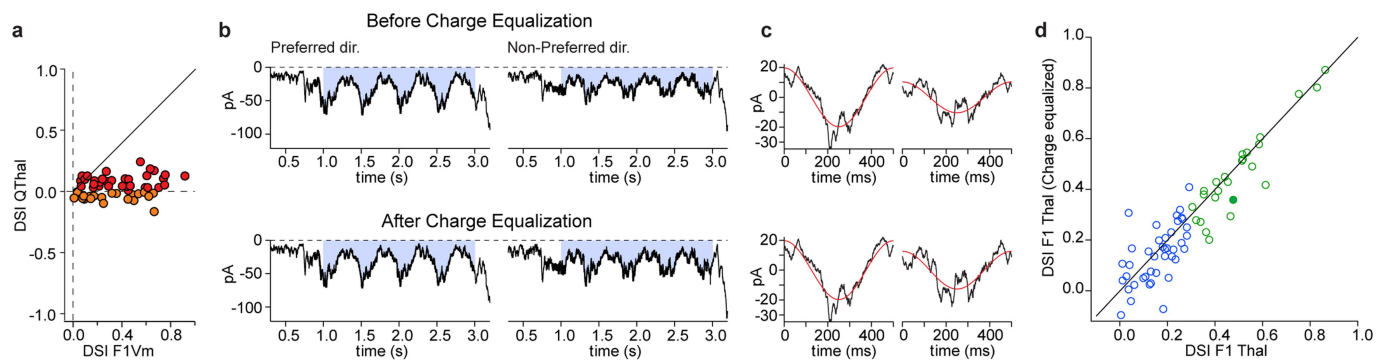 a
DSI QThal
1.0
0.5
0.0
-0.5
-1.0
0 0.4 0.8
DSI F1Vm
b
Before Charge Equalization
Preferred dir. Non-Preferred dir.
pA
0
-50
-100
0.5 1.0 1.5 2.0 2.5 3.0 0.5 1.0 1.5 2.0 2.5 3.0
time (s) time (s)
After Charge Equalization
pA
0
-50
-100
0.5 1.0 1.5 2.0 2.5 3.0 0.5 1.0 1.5 2.0 2.5 3.0
time (s) time (s)
c
pA
20
10
0
-10
-30
0 200 400 0 200 400
time (ms) time (ms)
pA
20
10
0
-10
-30
0 200 400 0 200 400
time (ms) time (ms)
d
DSI F1 Thal (Charge equalized)
1.0
0.8
0.6
0.4
0.2
0.0
0.0 0.2 0.4 0.6 0.8 1.0
DSI F1 Thal